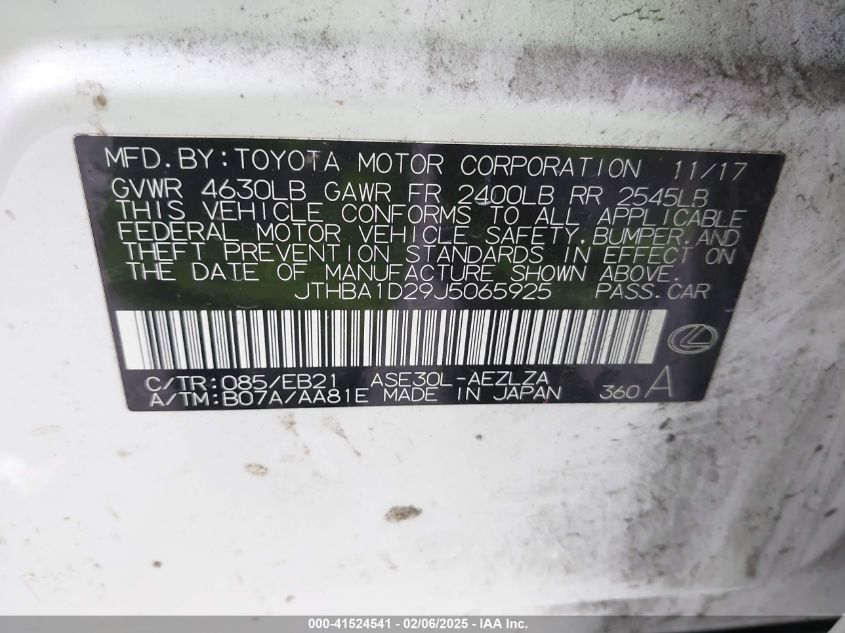 MFD.BY:TOYOTA MOTOR CORPORATION 11/17
GVWR 4630LB GAWR FR 2400LB RR 2545LB
THIS VEHICLE CONFORMS TO ALL APPLICABLE
FEDERAL MOTOR VEHICLE SAFETY,BUMPER,AND
THEFT PREVENTION STANDARDS IN EFFECT ON
THE DATE OF MANUFACTURE SHOWN ABOVE.
JTHBA1D29J5065925 PASS.CAR
C/TR:085/EB21 ASE30L-AEZLZA
A/TM:B07A/AA81E MADE IN JAPAN 360 A
000-41524541 - 02/06/2025 - © IAA Inc.